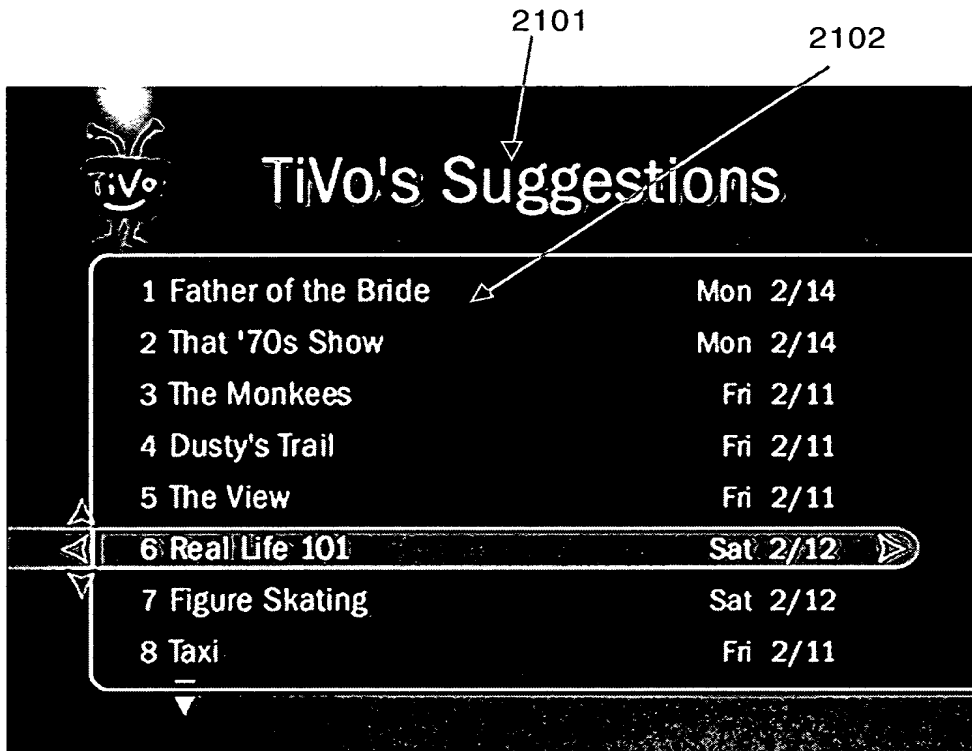 2101
2102
TiVo
TiVo's Suggestions
1 Father of the Bride Mon 2/14
2 That '70s Show Mon 2/14
3 The Monkees Fri 2/11
4 Dusty's Trail Fri 2/11
5 The View Fri 2/11
6 Real Life 101 Sat 2/12
7 Figure Skating Sat 2/12
8 Taxi Fri 2/11